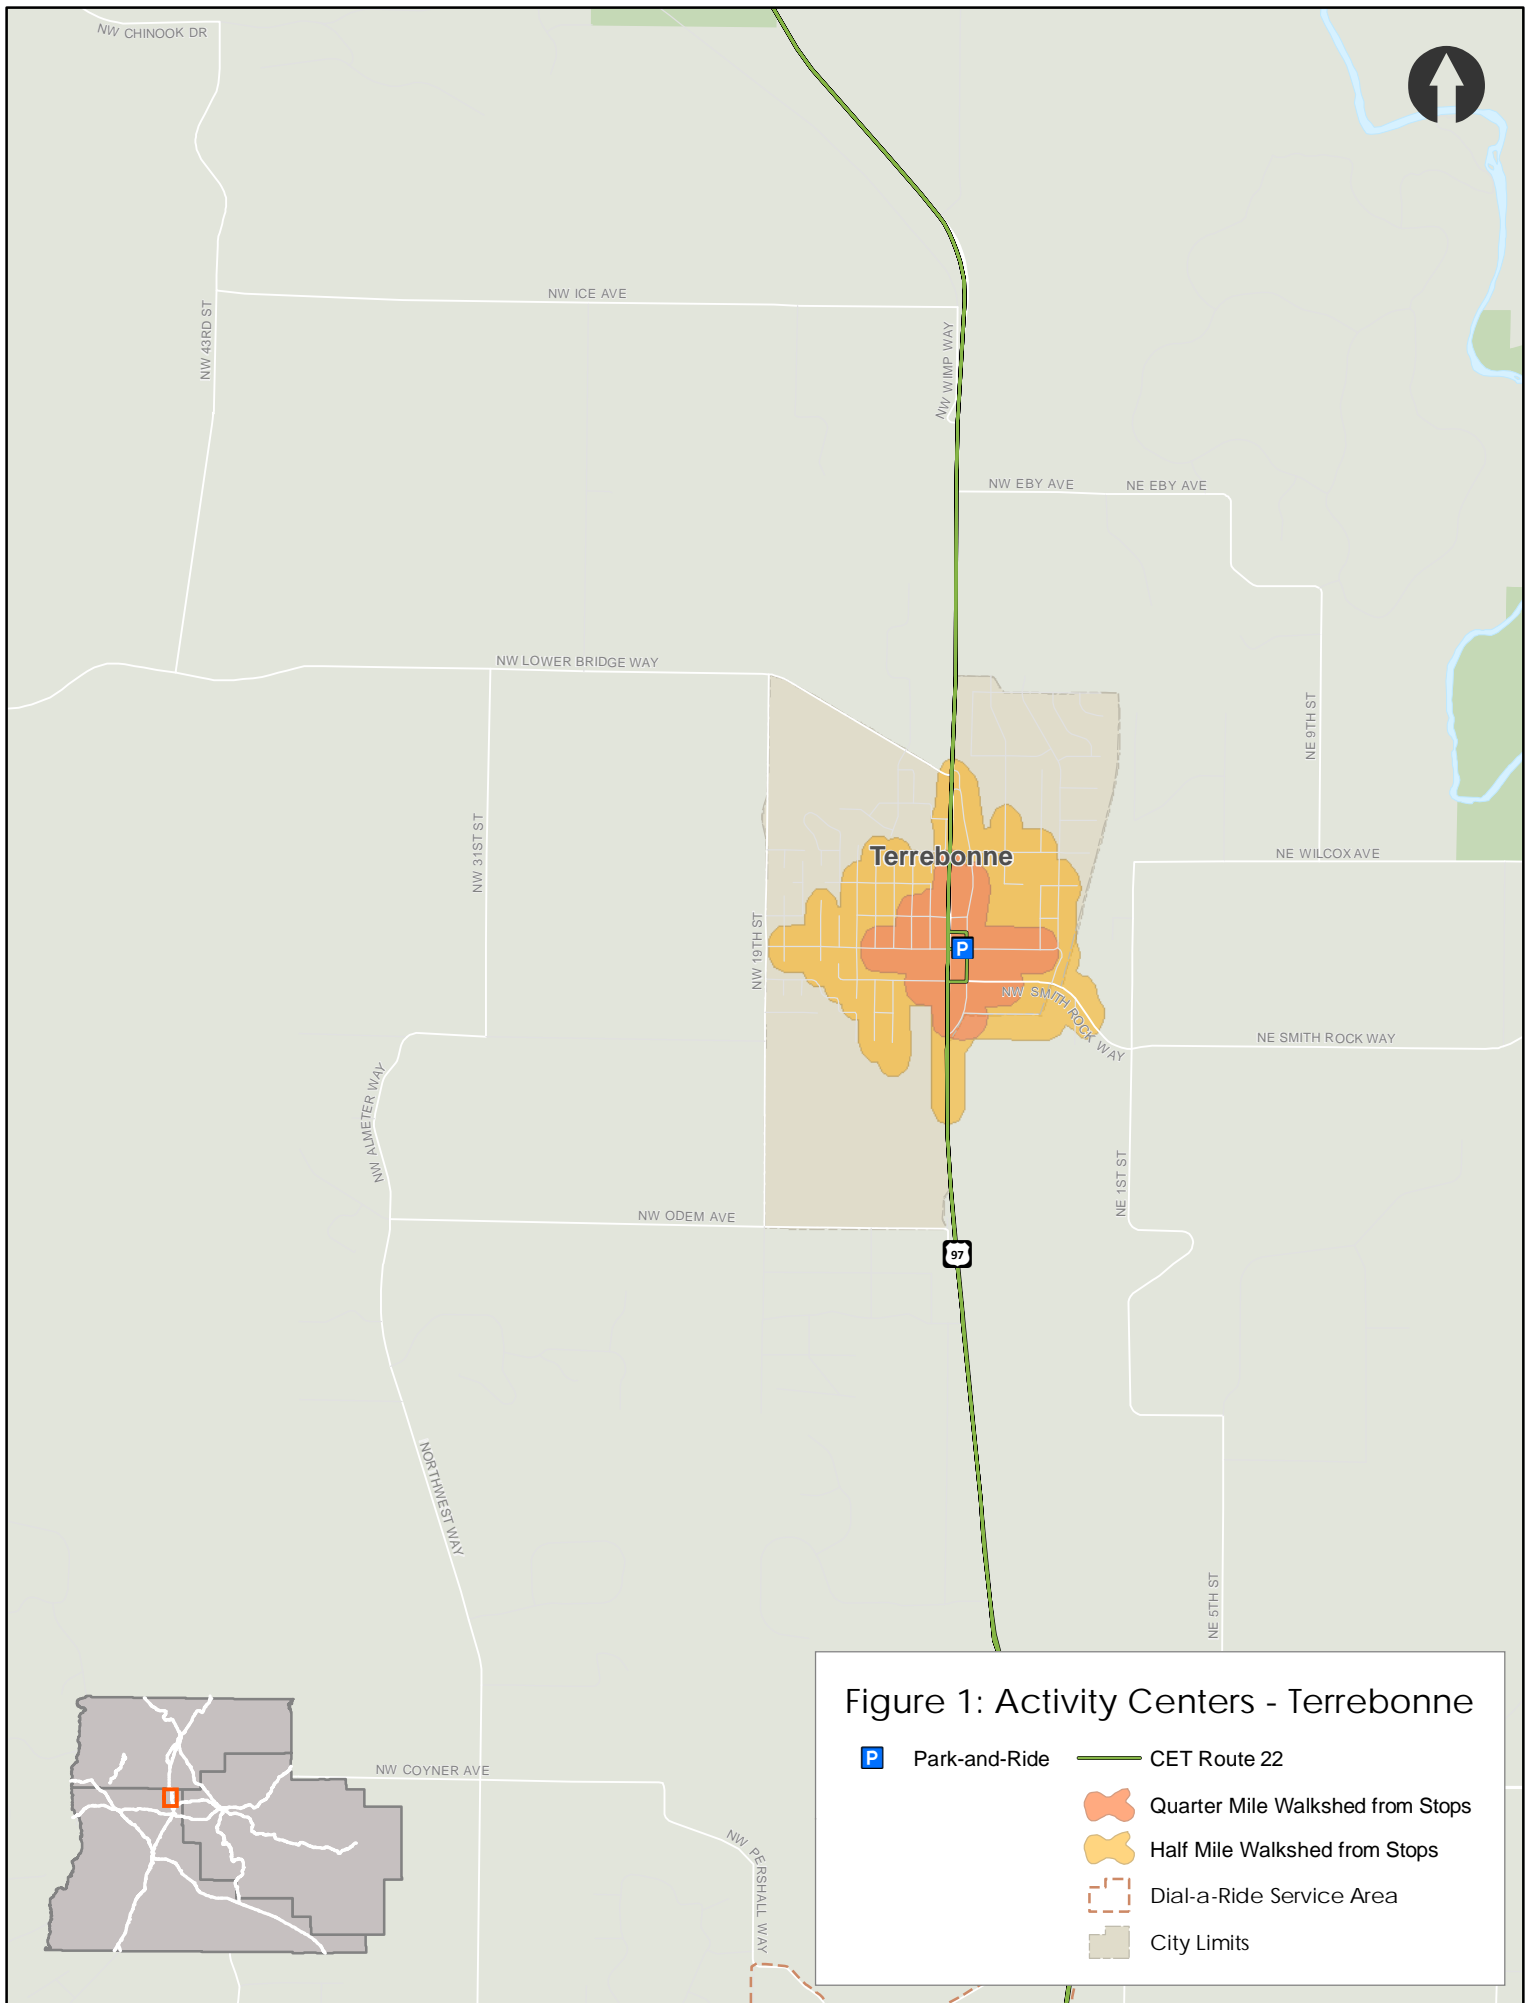 NW CHINOOK DR
NW ICE AVE
NW 43RD ST
NW WIMP WAY
NW EBY AVE
NE EBY AVE
NW LOWER BRIDGE WAY
NE 9TH ST
NW 31ST ST
Terrebonne
NE WILCOX AVE
NW 19TH ST
P
NW SMITH ROCK WAY
NE SMITH ROCK WAY
NW ALMETER WAY
NE 1ST ST
NW ODEM AVE
97
NORTHWEST WAY
NE 5TH ST
NW COYNER AVE
NW PERSHALL WAY
Figure 1: Activity Centers - Terrebonne
P Park-and-Ride
CET Route 22
Quarter Mile Walkshed from Stops
Half Mile Walkshed from Stops
Dial-a-Ride Service Area
City Limits